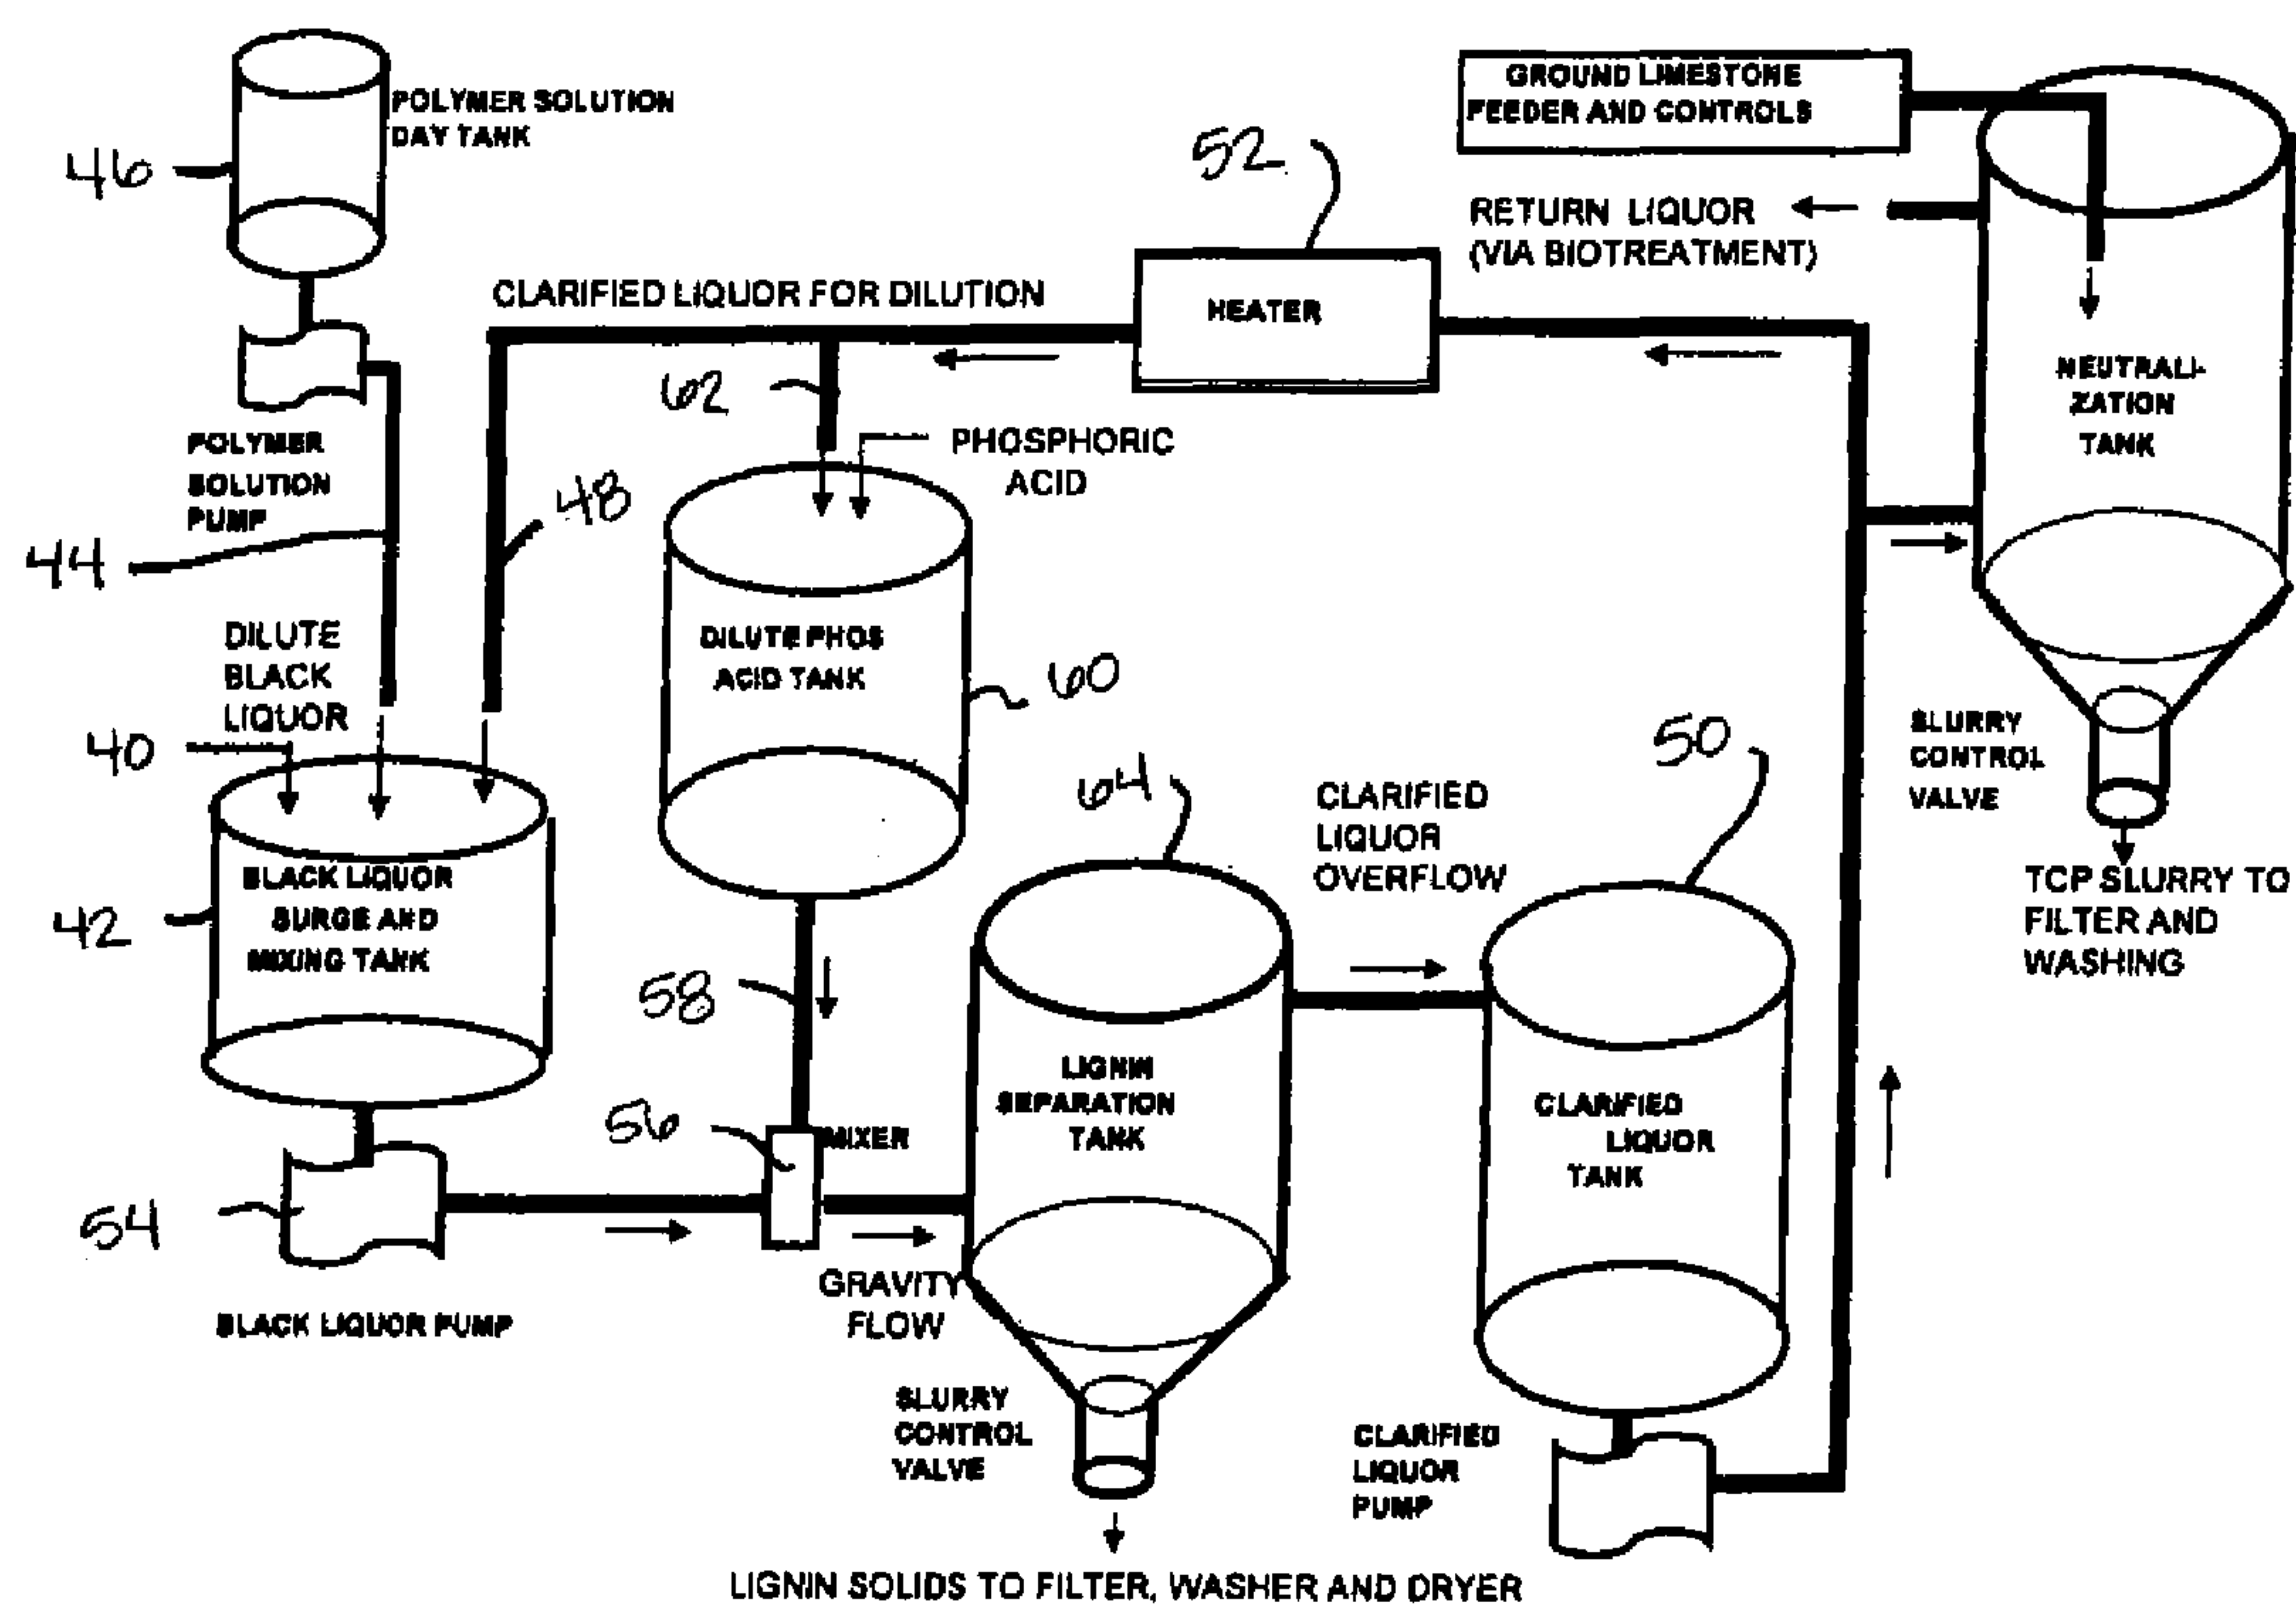 POLYMER SOLUTION
DAY TANK
46
GROUND LIMESTONE
FEEDER AND CONTROLS
52
RETURN LIQUOR
(VIA BIOTREATMENT)
CLARIFIED LIQUOR FOR DILUTION
HEATER
62
NEUTRALI-
ZATION
TANK
POLYMER
SOLUTION
PUMP
PHOSPHORIC
ACID
48
44
DILUTE
BLACK
LIQUOR
40
DILUTE PHOS
ACID TANK
60
50
SLURRY
CONTROL
VALVE
64
CLARIFIED
LIQUOR
OVERFLOW
TCP SLURRY TO
FILTER AND
WASHING
BLACK LIQUOR
SURGE AND
MIXING TANK
42
58
LIGNIN
SEPARATION
TANK
CLARIFIED
LIQUOR
TANK
56
MIXER
54
GRAVITY
FLOW
BLACK LIQUOR PUMP
SLURRY
CONTROL
VALVE
CLARIFIED
LIQUOR
PUMP
LIGNIN SOLIDS TO FILTER, WASHER AND DRYER